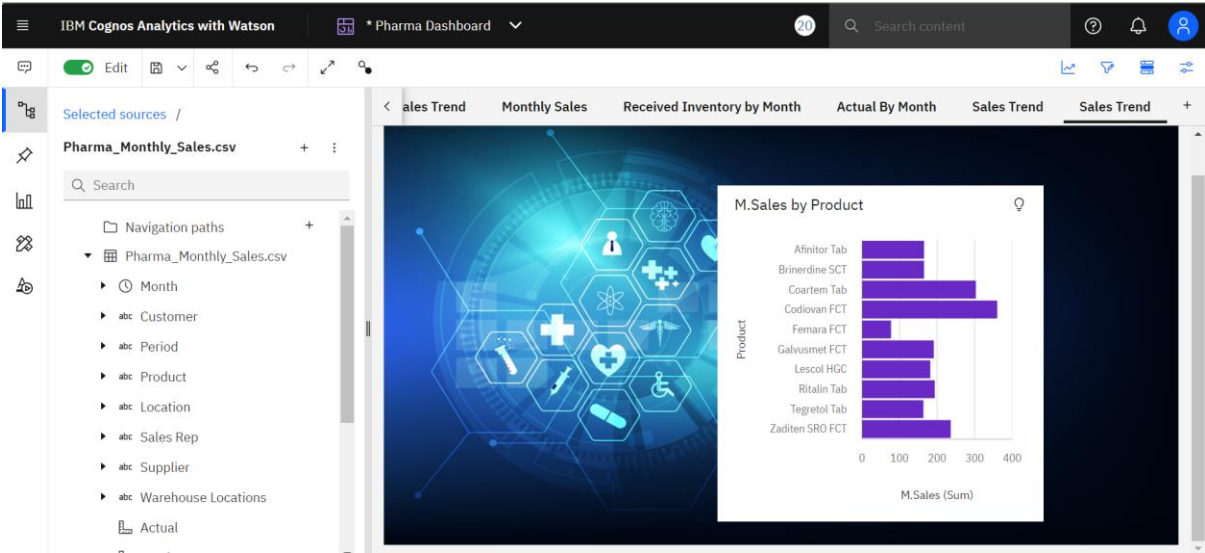 IBM Cognos Analytics with Watson
* Pharma Dashboard
20
Search content
Edit
Selected sources /
ales Trend
Monthly Sales
Received Inventory by Month
Actual By Month
Sales Trend
Sales Trend
+
Pharma_Monthly_Sales.csv
+
Search
Navigation paths
+
Pharma_Monthly_Sales.csv
Month
abc Customer
abc Period
abc Product
abc Location
abc Sales Rep
abc Supplier
abc Warehouse Locations
Actual
M.Sales by Product
Product
Afinitor Tab
Brinerdine SCT
Coartem Tab
Codiovan FCT
Femara FCT
Galvusmet FCT
Lescol HGC
Ritalin Tab
Tegretol Tab
Zaditen SRO FCT
0 100 200 300 400
M.Sales (Sum)